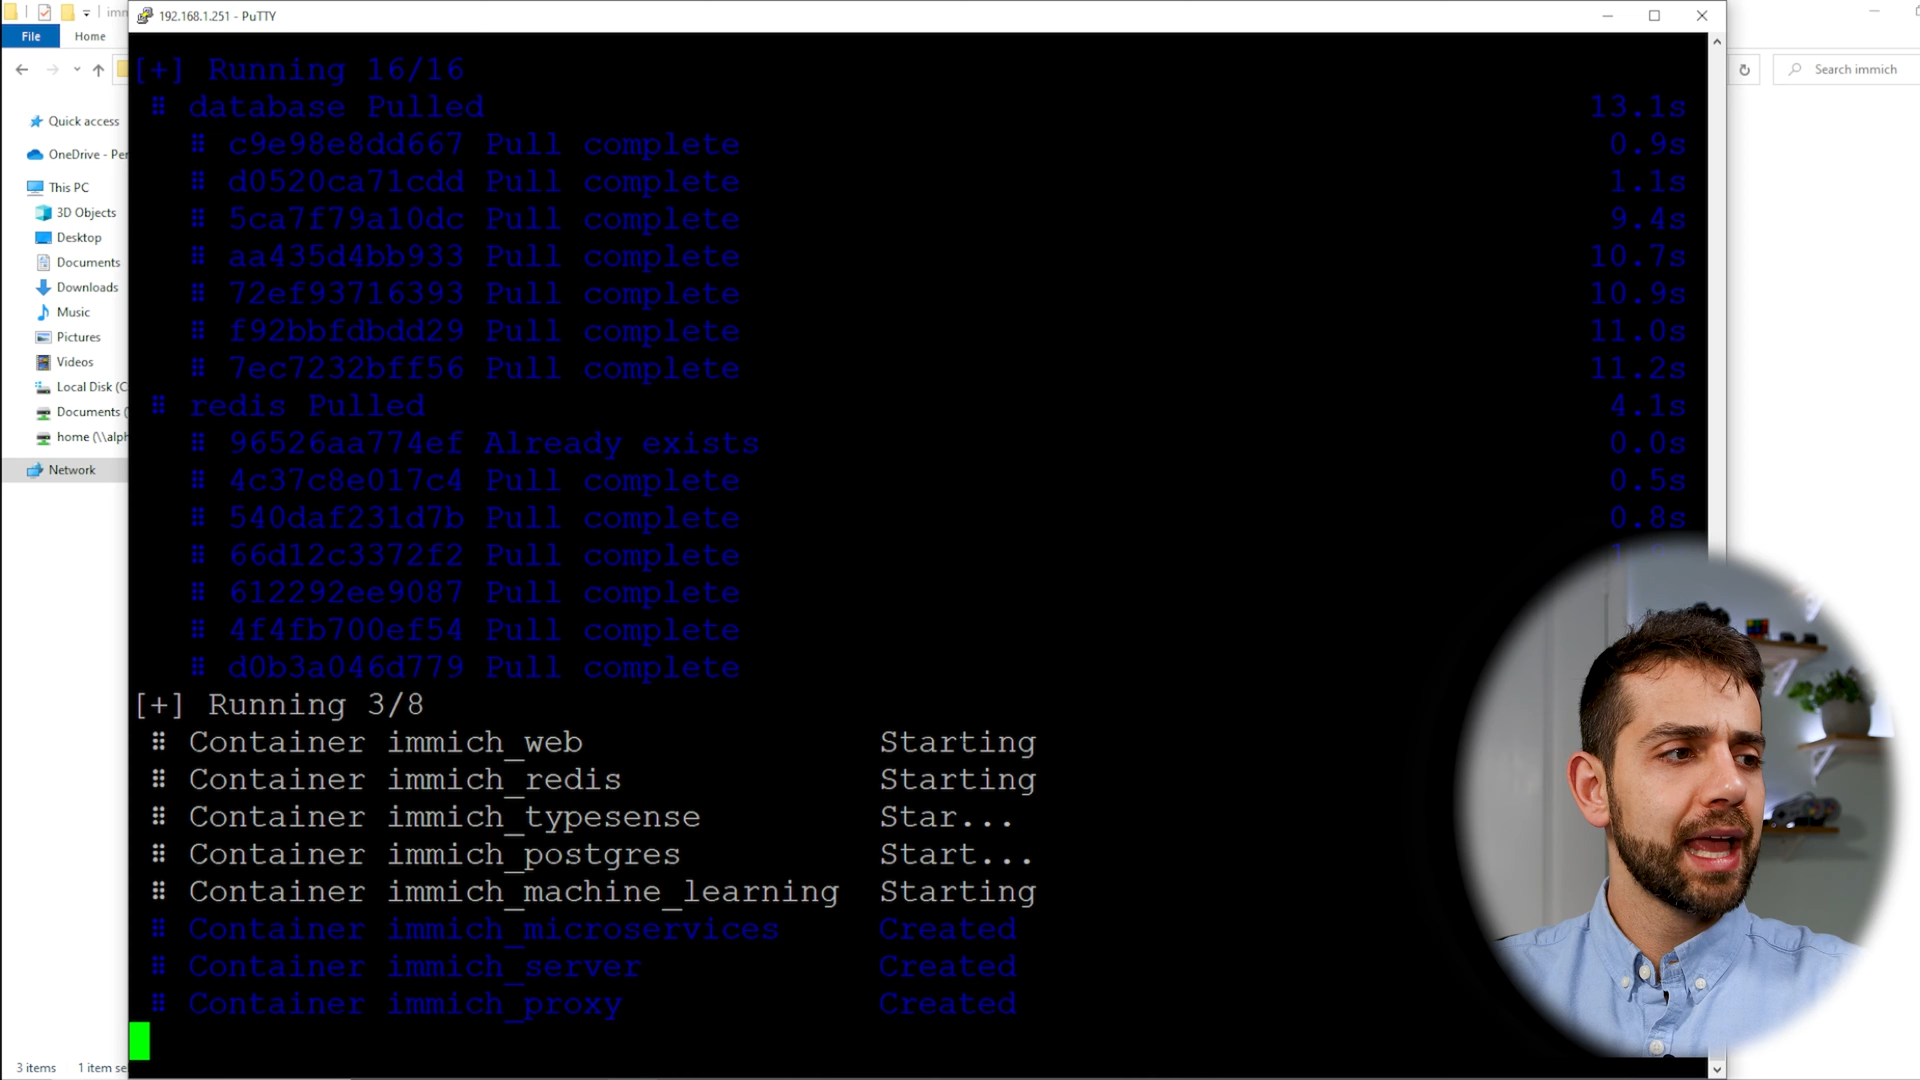 imm
192.168.1.251 - PuTTY
File
Home
Search immich
Quick access
OneDrive - Per
This PC
3D Objects
Desktop
Documents
Downloads
Music
Pictures
Videos
Local Disk (C
Documents (
home (\\alph
Network
3 items
1 item se
[+] Running 16/16
database Pulled 13.1s
c9e98e8dd667 Pull complete 0.9s
d0520ca71cdd Pull complete 1.1s
5ca7f79a10dc Pull complete 9.4s
aa435d4bb933 Pull complete 10.7s
72ef93716393 Pull complete 10.9s
f92bbfdbdd29 Pull complete 11.0s
7ec7232bff56 Pull complete 11.2s
redis Pulled 4.1s
96526aa774ef Already exists 0.0s
4c37c8e017c4 Pull complete 0.5s
540daf231d7b Pull complete 0.8s
66d12c3372f2 Pull complete
612292ee9087 Pull complete
4f4fb700ef54 Pull complete
d0b3a046d779 Pull complete
[+] Running 3/8
Container immich_web Starting
Container immich_redis Starting
Container immich_typesense Star...
Container immich_postgres Start...
Container immich_machine_learning Starting
Container immich_microservices Created
Container immich_server Created
Container immich_proxy Created